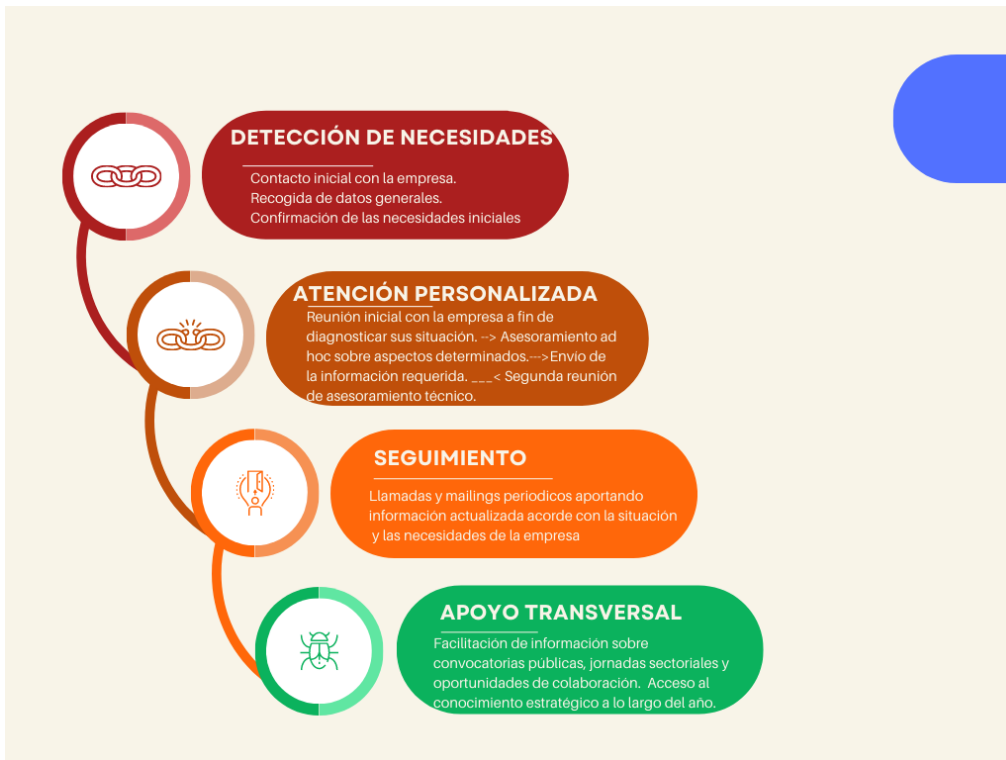 DETECCIÓN DE NECESIDADES
Contacto inicial con la empresa.
Recogida de datos generales.
Confirmación de las necesidades iniciales
ATENCIÓN PERSONALIZADA
Reunión inicial con la empresa a fin de
diagnosticar sus situación. --> Asesoramiento ad
hoc sobre aspectos determinados.--->Envío de
la información requerida. ___< Segunda reunión
de asesoramiento técnico.
SEGUIMIENTO
Llamadas y mailings periodicos aportando
información actualizada acorde con la situación
y las necesidades de la empresa
APOYO TRANSVERSAL
Facilitación de información sobre
convocatorias públicas, jornadas sectoriales y
oportunidades de colaboración. Acceso al
conocimiento estratégico a lo largo del año.